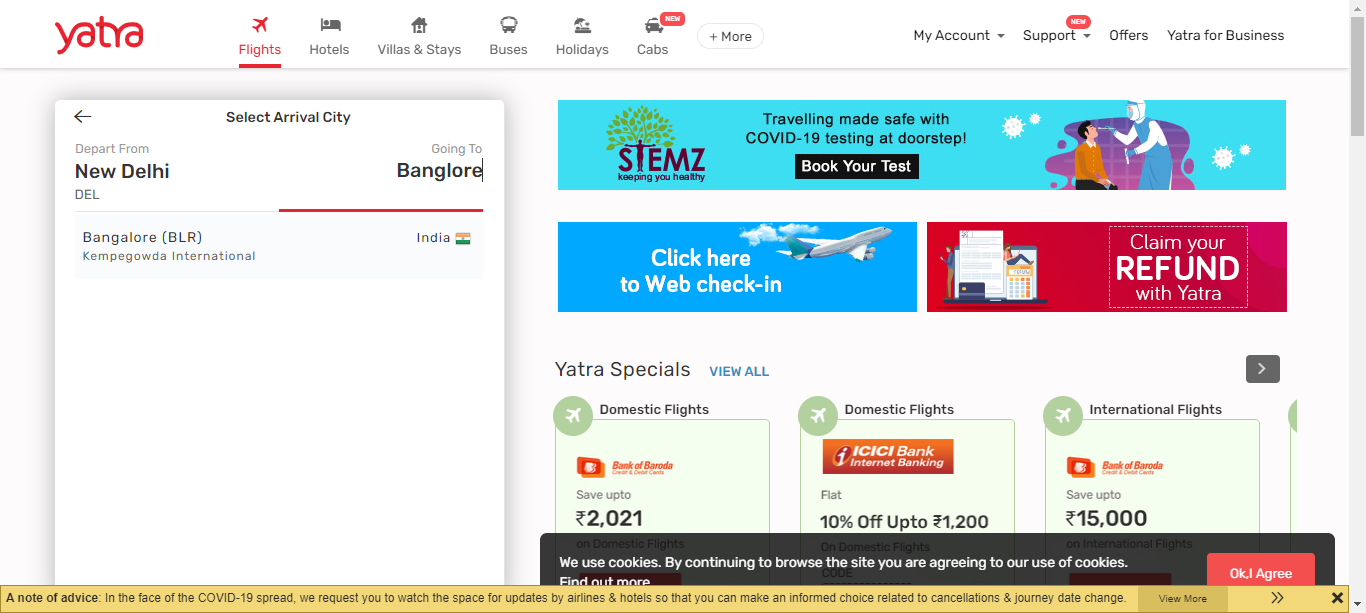 yatra
Flights
Hotels
Villas & Stays
Buses
Holidays
NEW
Cabs
+ More
My Account
NEW
Support
Offers
Yatra for Business
Select Arrival City
Depart From
New Delhi
DEL
Going To
Banglore
Bangalore (BLR)
India
Kempegowda International
STEMZ
keeping you healthy
Travelling made safe with
COVID-19 testing at doorstep!
Book Your Test
Click here
to Web check-in
Claim your
REFUND
with Yatra
Yatra Specials
VIEW ALL
Domestic Flights
Bank of Baroda
Credit & Debit Cards
Save upto
₹2,021
on Domestic Flights
Domestic Flights
ICICI Bank
Internet Banking
Flat
10% Off Upto ₹1,200
On Domestic Flights
CODE
International Flights
Bank of Baroda
Credit & Debit Cards
Save upto
₹15,000
on International Flights
We use cookies. By continuing to browse the site you are agreeing to our use of cookies.
Find out more
Ok,I Agree
A note of advice: In the face of the COVID-19 spread, we request you to watch the space for updates by airlines & hotels so that you can make an informed choice related to cancellations & journey date change.
View More